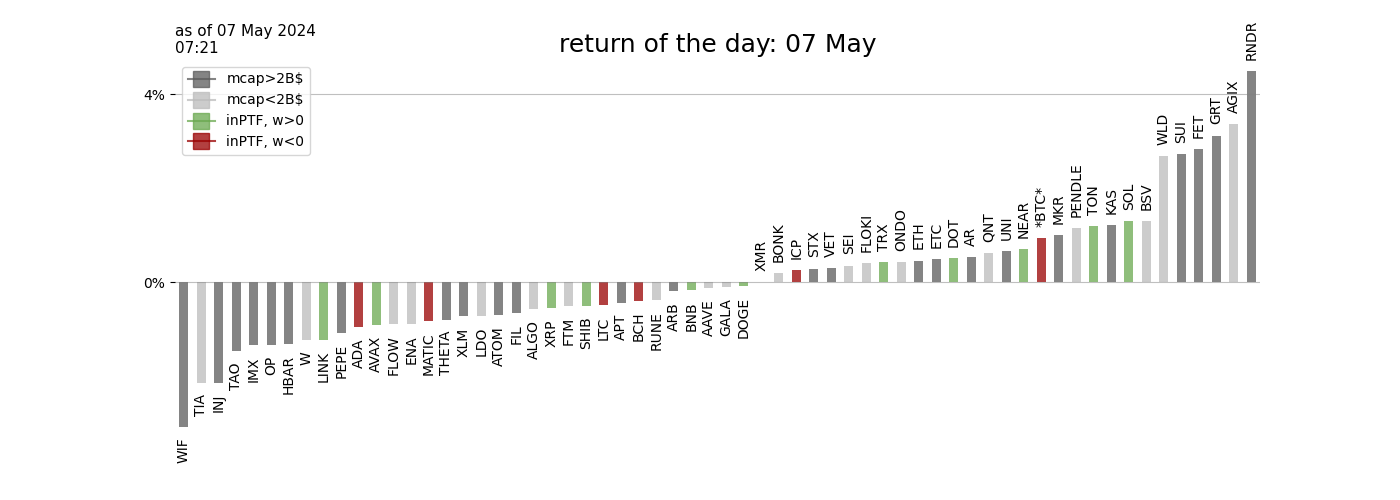 as of 07 May 2024
07:21
return of the day: 07 May
mcap>2B$
mcap<2B$
inPTF, w>0
inPTF, w<0
4%
0%
WIF
TIA
INJ
TAO
IMX
OP
HBAR
W
LINK
PEPE
ADA
AVAX
FLOW
ENA
MATIC
THETA
XLM
LDO
ATOM
FIL
ALGO
XRP
FTM
SHIB
LTC
APT
BCH
RUNE
ARB
BNB
AAVE
GALA
DOGE
XMR
BONK
ICP
STX
VET
SEI
FLOKI
TRX
ONDO
ETH
ETC
DOT
AR
QNT
UNI
NEAR
*BTC*
MKR
PENDLE
TON
KAS
SOL
BSV
WLD
SUI
FET
GRT
AGIX
RNDR